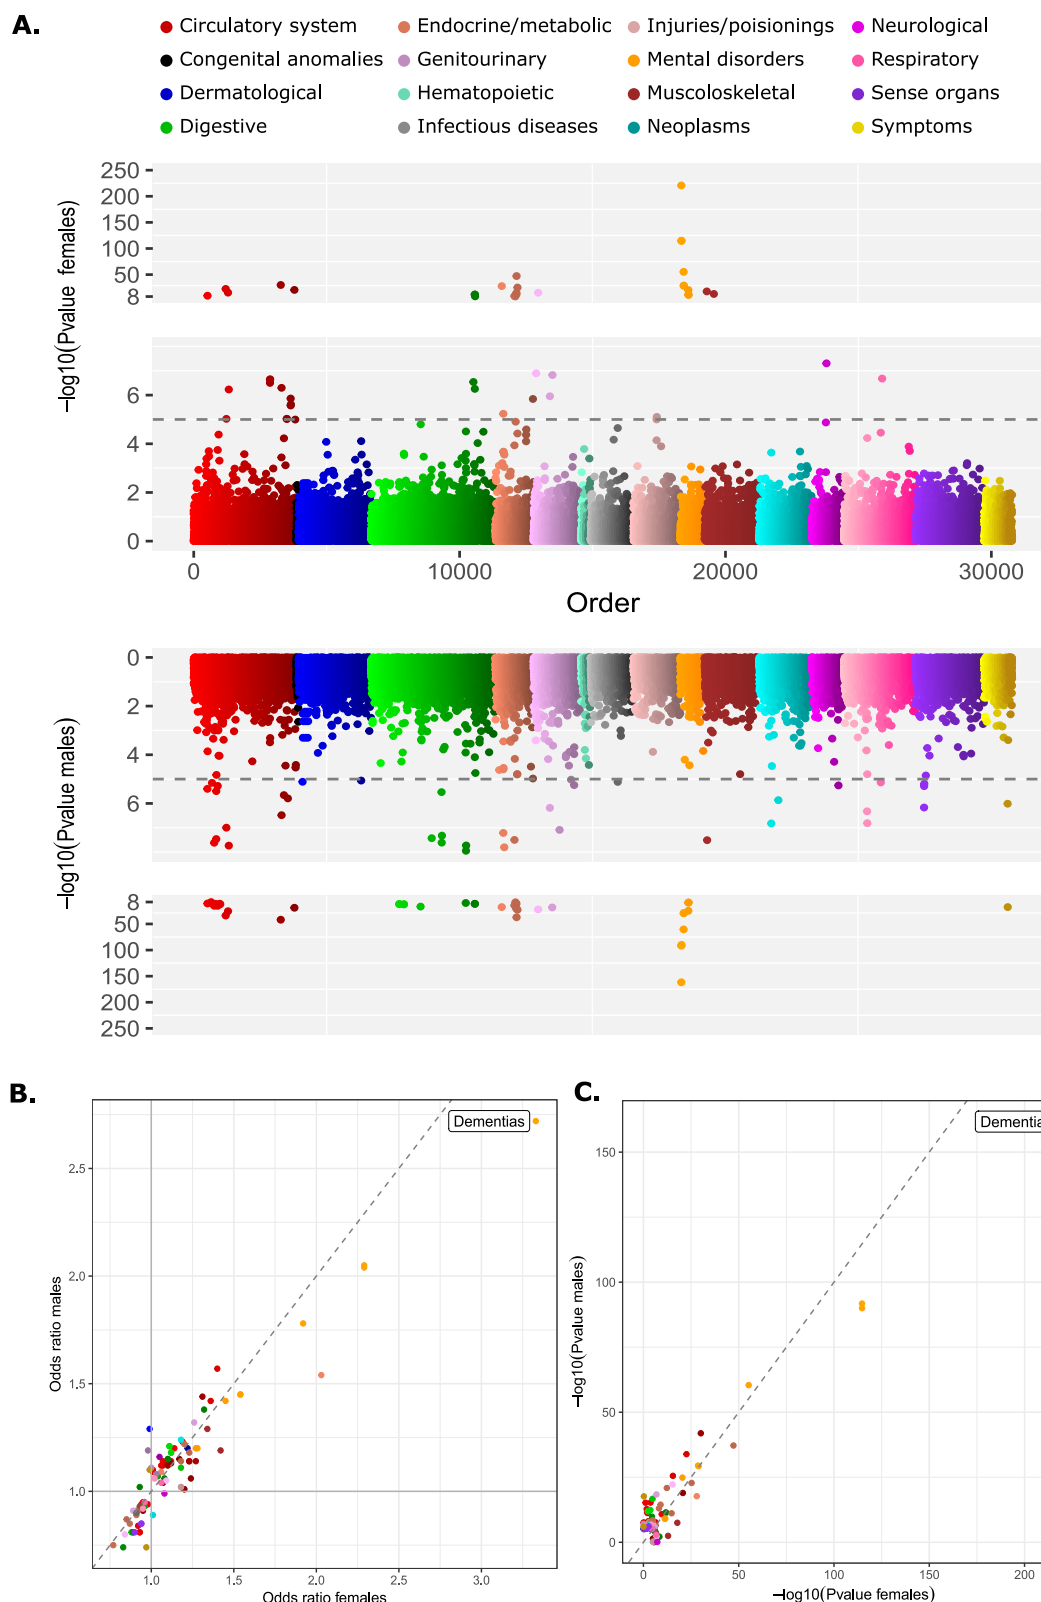 A.
Circulatory system Endocrine/metabolic Injuries/poisionings Neurological
Congenital anomalies Genitourinary Mental disorders Respiratory
Dermatological Hematopoietic Muscoloskeletal Sense organs
Digestive Infectious diseases Neoplasms Symptoms
−log10(Pvalue females)
250
200
150
100
50
8
6
4
2
0
0 10000 20000 30000
Order
−log10(Pvalue males)
0
2
4
6
8
50
100
150
200
250
B.
Dementias
Odds ratio males
2.5
2.0
1.5
1.0
1.0 1.5 2.0 2.5 3.0
Odds ratio females
C.
Dementia
−log10(Pvalue males)
150
100
50
0
0 50 100 150 200
−log10(Pvalue females)